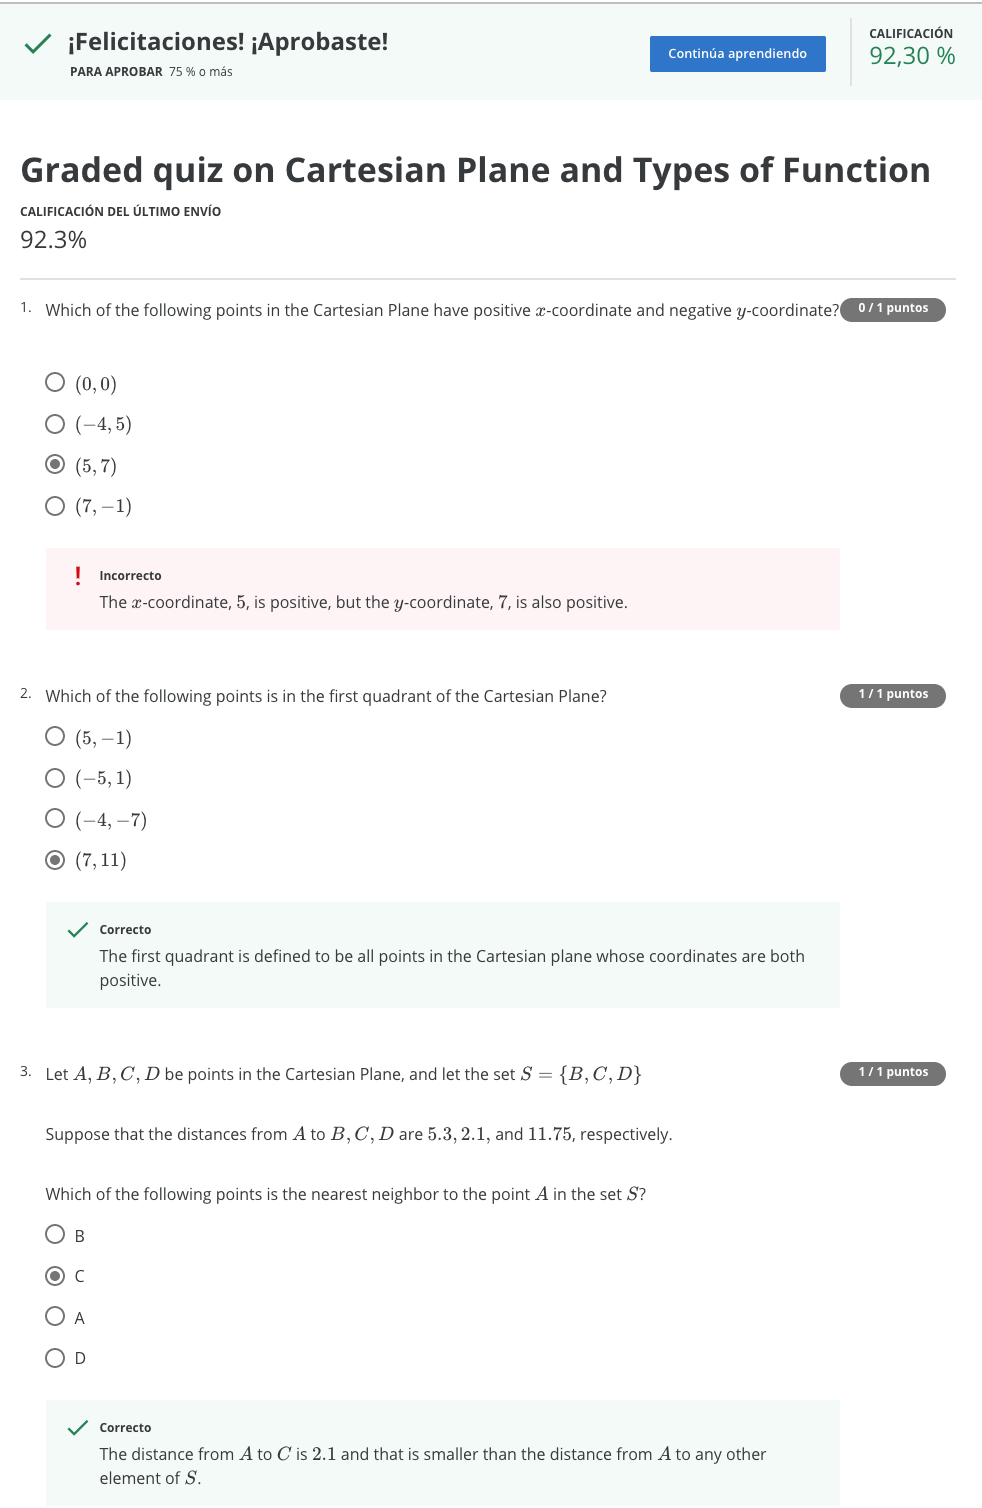 ¡Felicitaciones! ¡Aprobaste!
PARA APROBAR 75 % o más
Continúa aprendiendo
CALIFICACIÓN
92,30 %
Graded quiz on Cartesian Plane and Types of Function
CALIFICACIÓN DEL ÚLTIMO ENVÍO
92.3%
1. Which of the following points in the Cartesian Plane have positive x-coordinate and negative y-coordinate?
0 / 1 puntos
(0, 0)
(−4, 5)
(5, 7)
(7, −1)
Incorrecto
The x-coordinate, 5, is positive, but the y-coordinate, 7, is also positive.
2. Which of the following points is in the first quadrant of the Cartesian Plane?
1 / 1 puntos
(5, −1)
(−5, 1)
(−4, −7)
(7, 11)
Correcto
The first quadrant is defined to be all points in the Cartesian plane whose coordinates are both
positive.
3. Let A, B, C, D be points in the Cartesian Plane, and let the set S = {B, C, D}
1 / 1 puntos
Suppose that the distances from A to B, C, D are 5.3, 2.1, and 11.75, respectively.
Which of the following points is the nearest neighbor to the point A in the set S?
B
C
A
D
Correcto
The distance from A to C is 2.1 and that is smaller than the distance from A to any other
element of S.